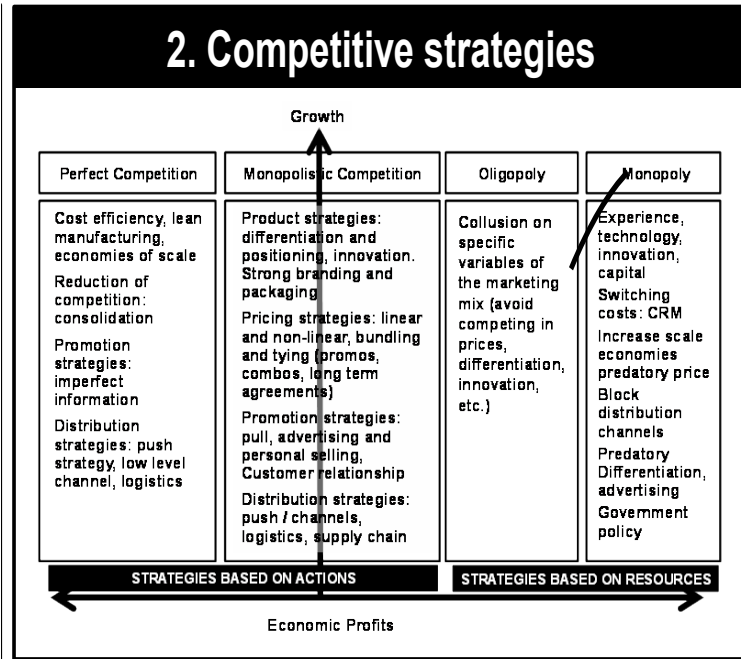 2. Competitive strategies
Growth
Perfect Competition
Monopolistic Competition
Oligopoly
Monopoly
Cost efficiency, lean
manufacturing,
economies of scale
Reduction of
competition:
consolidation
Promotion
strategies:
imperfect
information
Distribution
strategies: push
strategy, low level
channel, logistics
Product strategies:
differentiation and
positioning, innovation.
Strong branding and
packaging
Pricing strategies: linear
and non-linear, bundling
and tying (promos,
combos, long term
agreements)
Promotion strategies:
pull, advertising and
personal selling,
Customer relationship
Distribution strategies:
push / channels,
logistics, supply chain
Collusion on
specific
variables of
the marketing
mix (avoid
competing in
prices,
differentiation,
innovation,
etc.)
Experience,
technology,
innovation,
capital
Switching
costs: CRM
Increase scale
economies
predatory price
Block
distribution
channels
Predatory
Differentiation,
advertising
Government
policy
STRATEGIES BASED ON ACTIONS
STRATEGIES BASED ON RESOURCES
Economic Profits